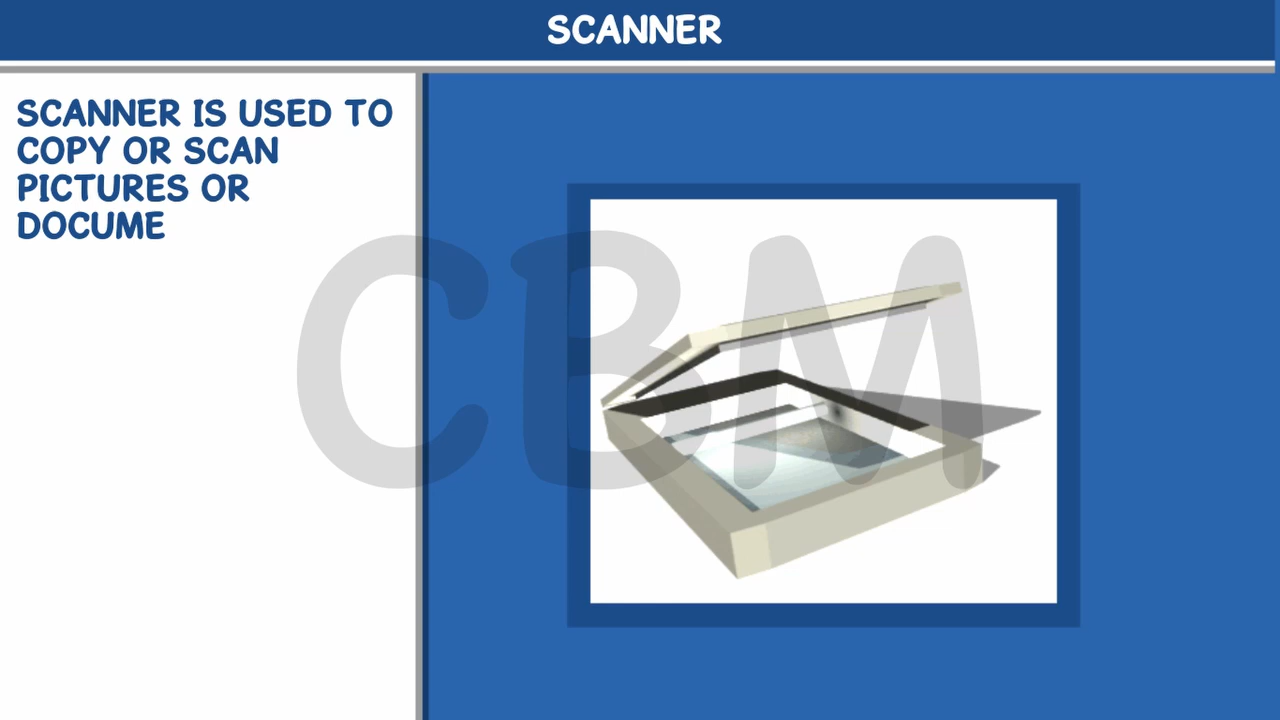 SCANNER
SCANNER IS USED TO
COPY OR SCAN
PICTURES OR
DOCUME
CBM